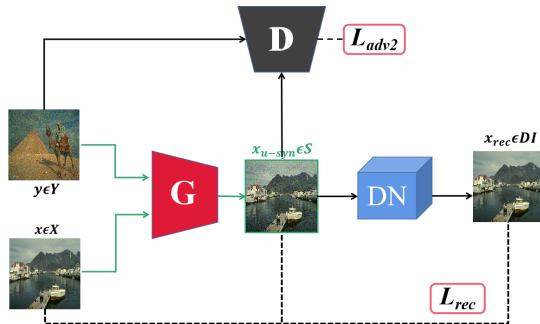 D
L_adv2
x_u-syn ϵS
x_rec ϵDI
yϵY
G
DN
xϵX
L_rec